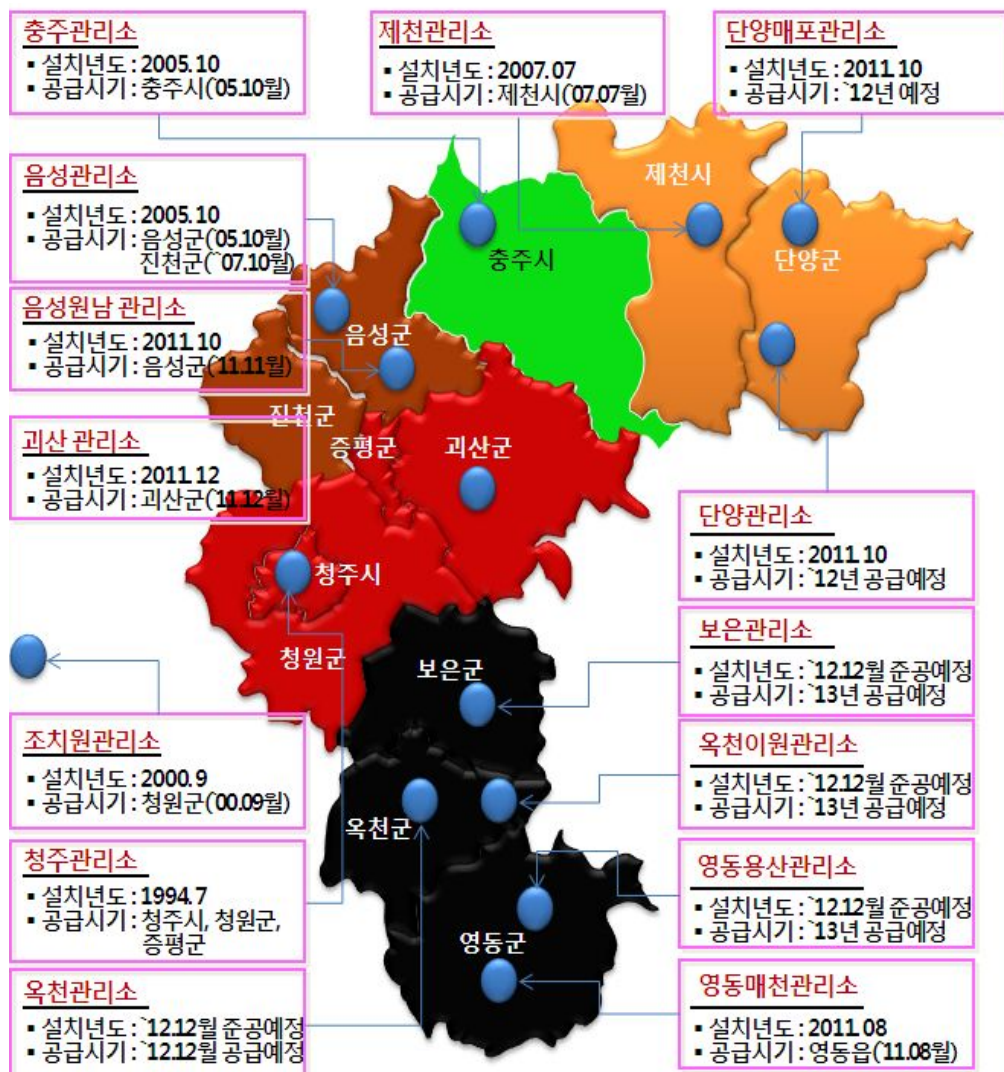 충주관리소
▪ 설치년도 : 2005.10
▪ 공급시기 : 충주시(`05.10월)
제천관리소
▪ 설치년도 : 2007.07
▪ 공급시기 : 제천시(`07.07월)
단양매포관리소
▪ 설치년도 : 2011.10
▪ 공급시기 : `12년 예정
음성관리소
▪ 설치년도 : 2005.10
▪ 공급시기 : 음성군(`05.10월)
진천군(`07.10월)
음성원남 관리소
▪ 설치년도 : 2011.10
▪ 공급시기 : 음성군(`11.11월)
괴산 관리소
▪ 설치년도 : 2011.12
▪ 공급시기 : 괴산군(`11.12월)
제천시
단양군
충주시
음성군
진천군
증평군
괴산군
청주시
청원군
보은군
옥천군
영동군
단양관리소
▪ 설치년도 : 2011.10
▪ 공급시기 : `12년 공급예정
보은관리소
▪ 설치년도 : `12.12월 준공예정
▪ 공급시기 : `13년 공급예정
조치원관리소
▪ 설치년도 : 2000.9
▪ 공급시기 : 청원군(`00.09월)
옥천이원관리소
▪ 설치년도 : `12.12월 준공예정
▪ 공급시기 : `13년 공급예정
청주관리소
▪ 설치년도 : 1994.7
▪ 공급시기 : 청주시, 청원군,
증평군
영동용산관리소
▪ 설치년도 : `12.12월 준공예정
▪ 공급시기 : `13년 공급예정
옥천관리소
▪ 설치년도 : `12.12월 준공예정
▪ 공급시기 : `12.12월 공급예정
영동매천관리소
▪ 설치년도 : 2011.08
▪ 공급시기 : 영동읍(`11.08월)